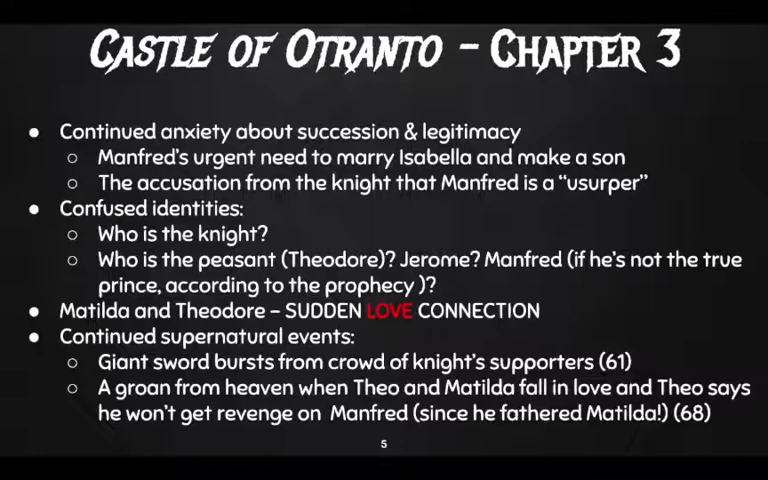 Castle of Otranto – Chapter 3
● Continued anxiety about succession & legitimacy
○ Manfred's urgent need to marry Isabella and make a son
○ The accusation from the knight that Manfred is a "usurper"
● Confused identities:
○ Who is the knight?
○ Who is the peasant (Theodore)? Jerome? Manfred (if he's not the true
prince, according to the prophecy )?
● Matilda and Theodore – SUDDEN LOVE CONNECTION
● Continued supernatural events:
○ Giant sword bursts from crowd of knight's supporters (61)
○ A groan from heaven when Theo and Matilda fall in love and Theo says
he won't get revenge on Manfred (since he fathered Matilda!) (68)
5